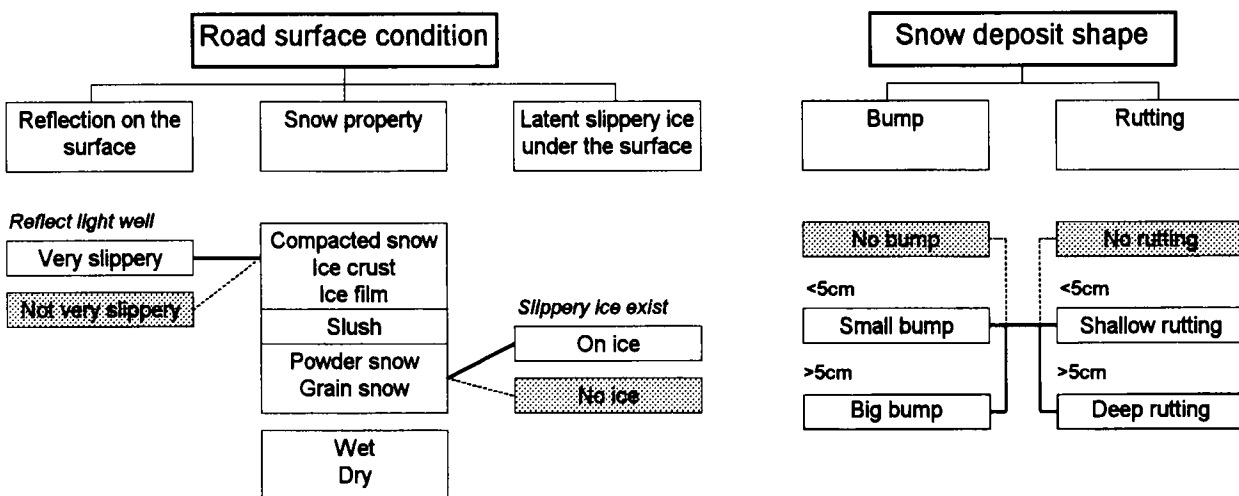 Road surface condition
Reflection on the
surface
Snow property
Latent slippery ice
under the surface
Reflect light well
Very slippery
Not very slippery
Compacted snow
Ice crust
Ice film
Slush
Powder snow
Grain snow
Wet
Dry
Slippery ice exist
On ice
No ice
Snow deposit shape
Bump
Rutting
No bump
<5cm
Small bump
>5cm
Big bump
No rutting
<5cm
Shallow rutting
>5cm
Deep rutting